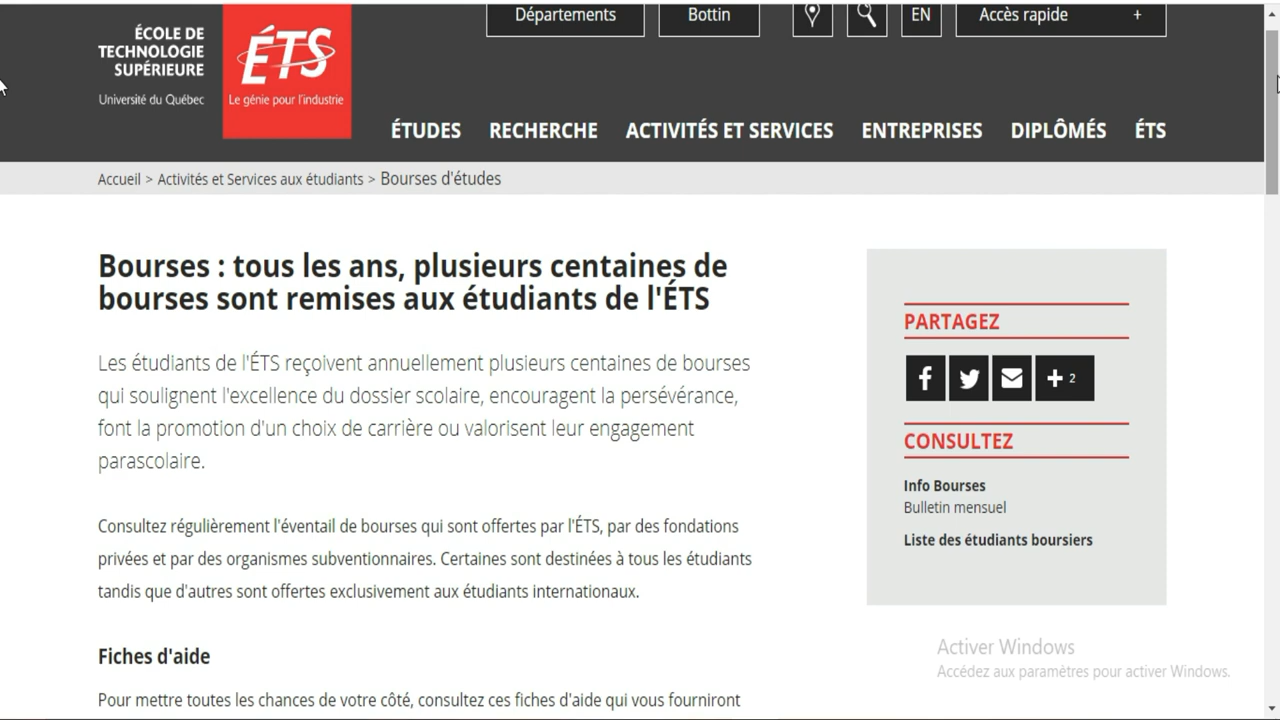 Départements
Bottin
EN
Accès rapide +
ÉCOLE DE
TECHNOLOGIE
SUPÉRIEURE
Université du Québec
ÉTS
Le génie pour l'industrie
ÉTUDES RECHERCHE ACTIVITÉS ET SERVICES ENTREPRISES DIPLÔMÉS ÉTS
Accueil > Activités et Services aux étudiants > Bourses d'études
Bourses : tous les ans, plusieurs centaines de
bourses sont remises aux étudiants de l'ÉTS
Les étudiants de l'ÉTS reçoivent annuellement plusieurs centaines de bourses
qui soulignent l'excellence du dossier scolaire, encouragent la persévérance,
font la promotion d'un choix de carrière ou valorisent leur engagement
parascolaire.
Consultez régulièrement l'éventail de bourses qui sont offertes par l'ÉTS, par des fondations
privées et par des organismes subventionnaires. Certaines sont destinées à tous les étudiants
tandis que d'autres sont offertes exclusivement aux étudiants internationaux.
Fiches d'aide
Pour mettre toutes les chances de votre côté, consultez ces fiches d'aide qui vous fourniront
PARTAGEZ
+ 2
CONSULTEZ
Info Bourses
Bulletin mensuel
Liste des étudiants boursiers
Activer Windows
Accédez aux paramètres pour activer Windows.